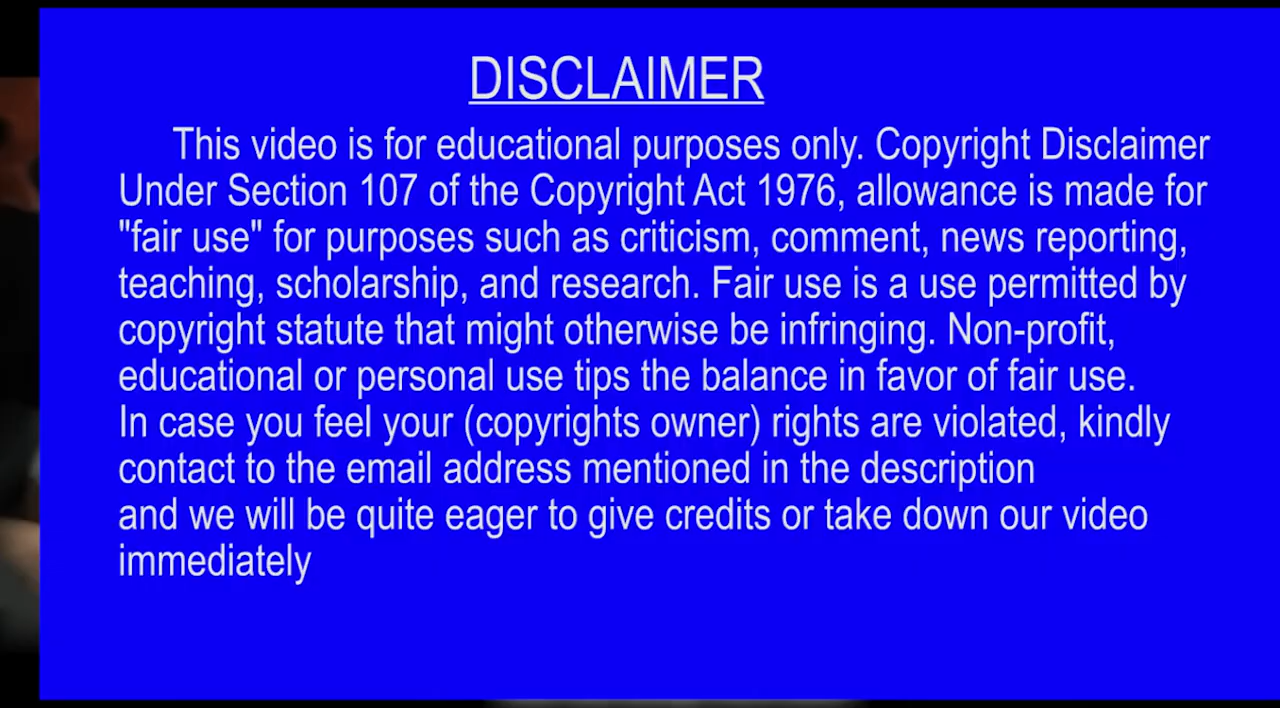 DISCLAIMER
This video is for educational purposes only. Copyright Disclaimer
Under Section 107 of the Copyright Act 1976, allowance is made for
"fair use" for purposes such as criticism, comment, news reporting,
teaching, scholarship, and research. Fair use is a use permitted by
copyright statute that might otherwise be infringing. Non-profit,
educational or personal use tips the balance in favor of fair use.
In case you feel your (copyrights owner) rights are violated, kindly
contact to the email address mentioned in the description
and we will be quite eager to give credits or take down our video
immediately